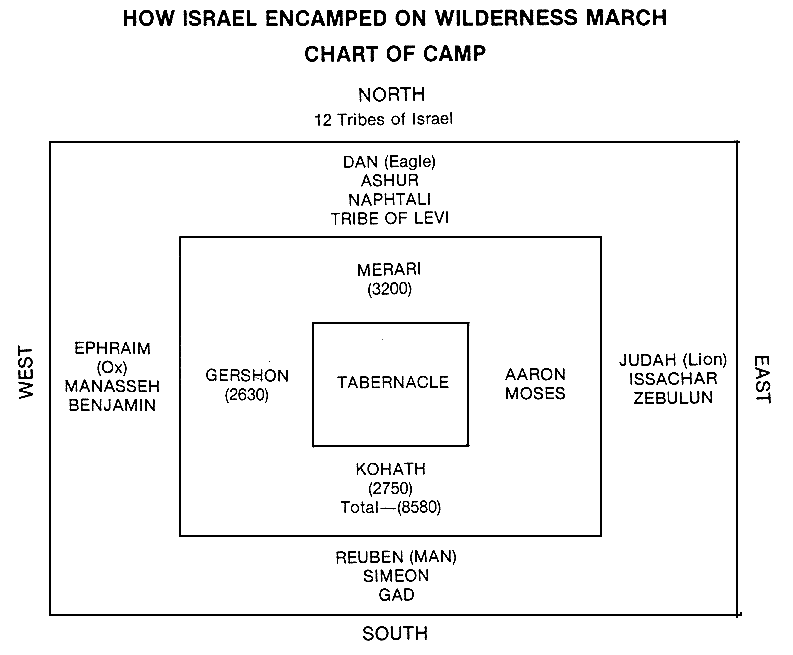 HOW ISRAEL ENCAMPED ON WILDERNESS MARCH
CHART OF CAMP
NORTH
12 Tribes of Israel
DAN (Eagle)
ASHUR
NAPHTALI
TRIBE OF LEVI
MERARI
(3200)
WEST
EPHRAIM
(Ox)
MANASSEH
BENJAMIN
GERSHON
(2630)
TABERNACLE
AARON
MOSES
JUDAH (Lion)
ISSACHAR
ZEBULUN
EAST
KOHATH
(2750)
Total—(8580)
REUBEN (MAN)
SIMEON
GAD
SOUTH